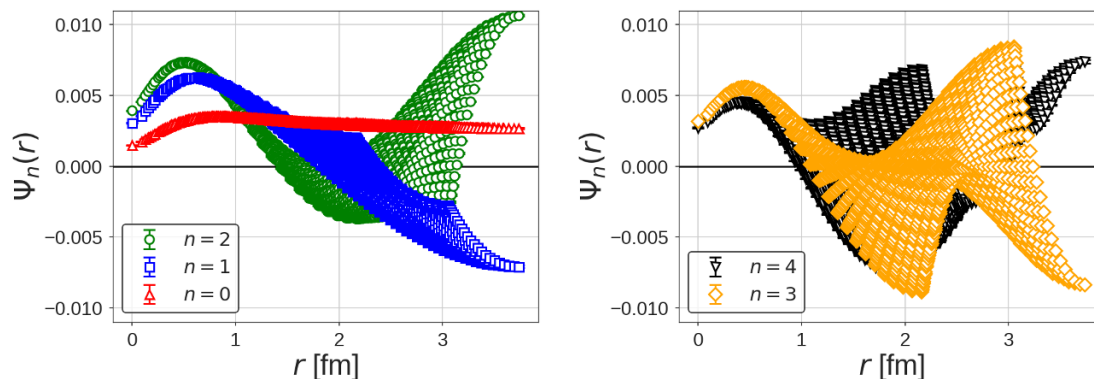 0.010
0.005
0.000
−0.005
−0.010
Ψn(r)
n = 2
n = 1
n = 0
0 1 2 3
r [fm]
0.010
0.005
0.000
−0.005
−0.010
Ψn(r)
n = 4
n = 3
0 1 2 3
r [fm]